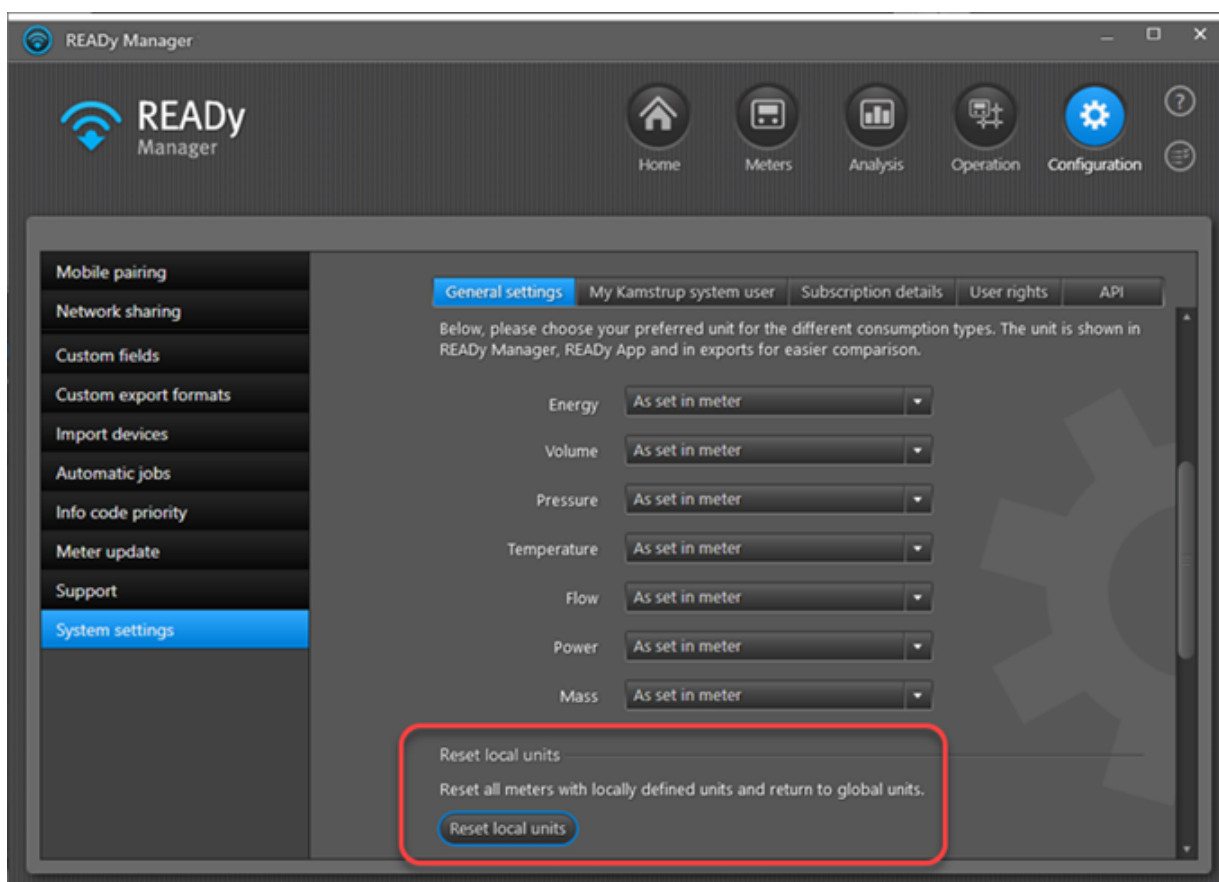 READy Manager
READy
Manager
Home
Meters
Analysis
Operation
Configuration
?
Mobile pairing
Network sharing
Custom fields
Custom export formats
Import devices
Automatic jobs
Info code priority
Meter update
Support
System settings
General settings
My Kamstrup system user
Subscription details
User rights
API
Below, please choose your preferred unit for the different consumption types. The unit is shown in
READy Manager, READy App and in exports for easier comparison.
Energy As set in meter
Volume As set in meter
Pressure As set in meter
Temperature As set in meter
Flow As set in meter
Power As set in meter
Mass As set in meter
Reset local units
Reset all meters with locally defined units and return to global units.
Reset local units